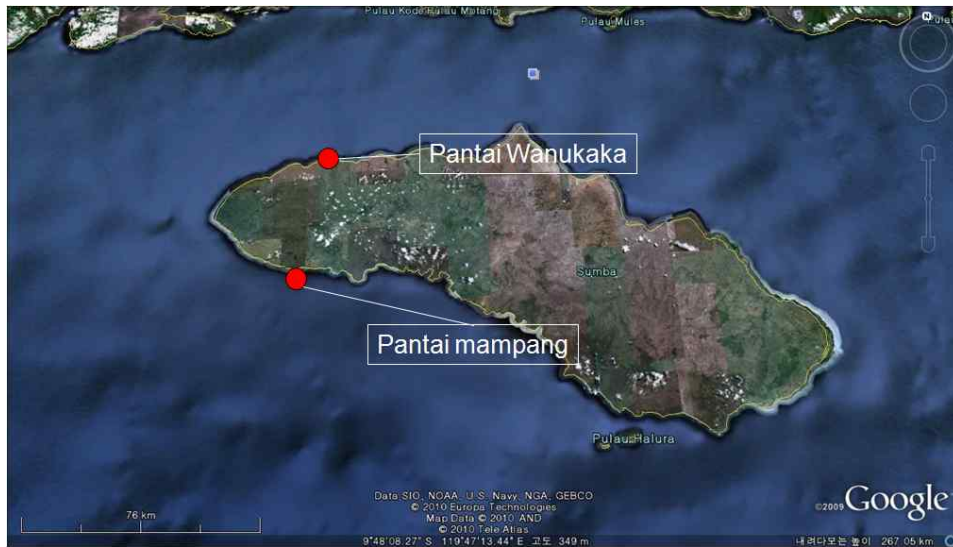 Pulau Kode Pulau Motang
Pulau Mules
N
Pantai Wanukaka
Sumba
Pantai mampang
Pulau Halura
Data SIO, NOAA, U.S. Navy, NGA, GEBCO
© 2010 Europa Technologies
Map Data © 2010 AND
© 2010 Tele Atlas
©2009 Google
76 km
9°48'08.27" S 119°47'13.44" E 고도 349 m
내려다보는 높이 267.05 km